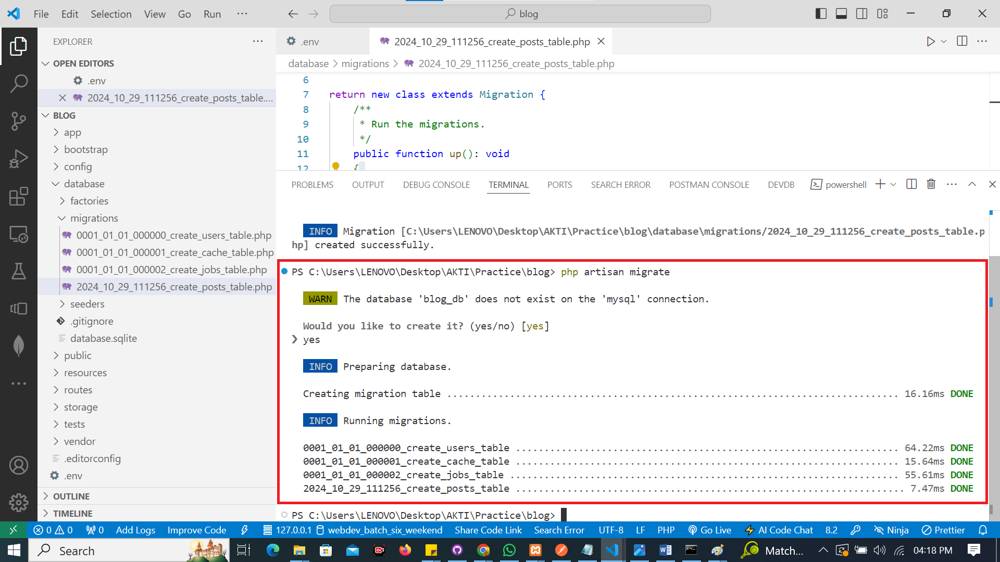 File Edit Selection View Go Run ··· blog
EXPLORER
OPEN EDITORS
.env
2024_10_29_111256_create_posts_table....
BLOG
app
bootstrap
config
database
factories
migrations
0001_01_01_000000_create_users_table.php
0001_01_01_000001_create_cache_table.php
0001_01_01_000002_create_jobs_table.php
2024_10_29_111256_create_posts_table.php
seeders
.gitignore
database.sqlite
public
resources
routes
storage
tests
vendor
.editorconfig
.env
OUTLINE
TIMELINE
.env 2024_10_29_111256_create_posts_table.php
database > migrations > 2024_10_29_111256_create_posts_table.php
6
7 return new class extends Migration {
8 /**
9 * Run the migrations.
10 */
11 public function up(): void
12 {
PROBLEMS OUTPUT DEBUG CONSOLE TERMINAL PORTS SEARCH ERROR POSTMAN CONSOLE DEVDB powershell
INFO Migration [C:\Users\LENOVO\Desktop\AKTI\Practice\blog\database\migrations/2024_10_29_111256_create_posts_table.p
hp] created successfully.
PS C:\Users\LENOVO\Desktop\AKTI\Practice\blog> php artisan migrate
WARN The database 'blog_db' does not exist on the 'mysql' connection.
Would you like to create it? (yes/no) [yes]
❯ yes
INFO Preparing database.
Creating migration table ............................................................................... 16.16ms DONE
INFO Running migrations.
0001_01_01_000000_create_users_table ................................................................... 64.22ms DONE
0001_01_01_000001_create_cache_table ................................................................... 15.64ms DONE
0001_01_01_000002_create_jobs_table .................................................................... 55.61ms DONE
2024_10_29_111256_create_posts_table .................................................................... 7.47ms DONE
PS C:\Users\LENOVO\Desktop\AKTI\Practice\blog>
0 0 0 Add Logs Improve Code 127.0.0.1 webdev_batch_six_weekend Share Code Link Search Error UTF-8 LF PHP Go Live AI Code Chat 8.2 Ninja Prettier
Search Match... 04:18 PM